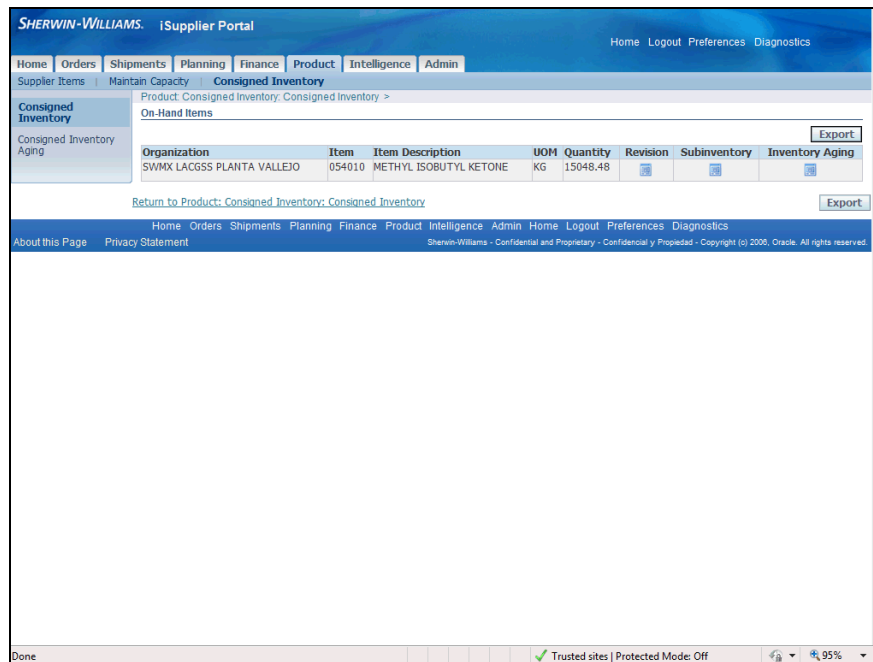 SHERWIN-WILLIAMS. iSupplier Portal
Home Logout Preferences Diagnostics
Home Orders Shipments Planning Finance Product Intelligence Admin
Supplier Items | Maintain Capacity | Consigned Inventory
Product: Consigned Inventory: Consigned Inventory >
Consigned Inventory
On-Hand Items
Consigned Inventory Aging
Export
Organization Item Item Description UOM Quantity Revision Subinventory Inventory Aging
SWMX LACGSS PLANTA VALLEJO 054010 METHYL ISOBUTYL KETONE KG 15048.48
Return to Product: Consigned Inventory: Consigned Inventory
Export
Home Orders Shipments Planning Finance Product Intelligence Admin Home Logout Preferences Diagnostics
About this Page Privacy Statement Sherwin-Williams - Confidential and Proprietary - Confidencial y Propiedad - Copyright (c) 2006, Oracle. All rights reserved.
Done Trusted sites | Protected Mode: Off 95%